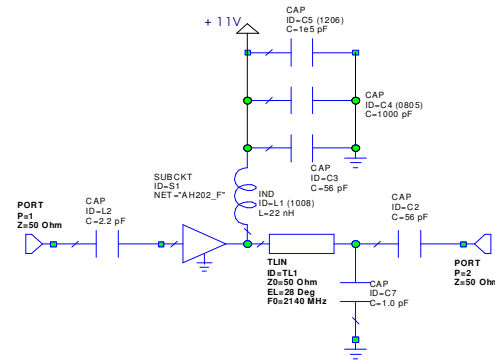 + 11V
CAP
ID=C5 (1206)
C=1e5 pF
CAP
ID=C4 (0805)
C=1000 pF
CAP
ID=C3
C=56 pF
SUBCKT
ID=S1
NET="AH202_F"
IND
ID=L1 (1008)
L=22 nH
CAP
ID=L2
C=2.2 pF
PORT
P=1
Z=50 Ohm
CAP
ID=C2
C=56 pF
TLIN
ID=TL1
Z0=50 Ohm
EL=28 Deg
F0=2140 MHz
PORT
P=2
Z=50 Ohm
CAP
ID=C7
C=1.0 pF